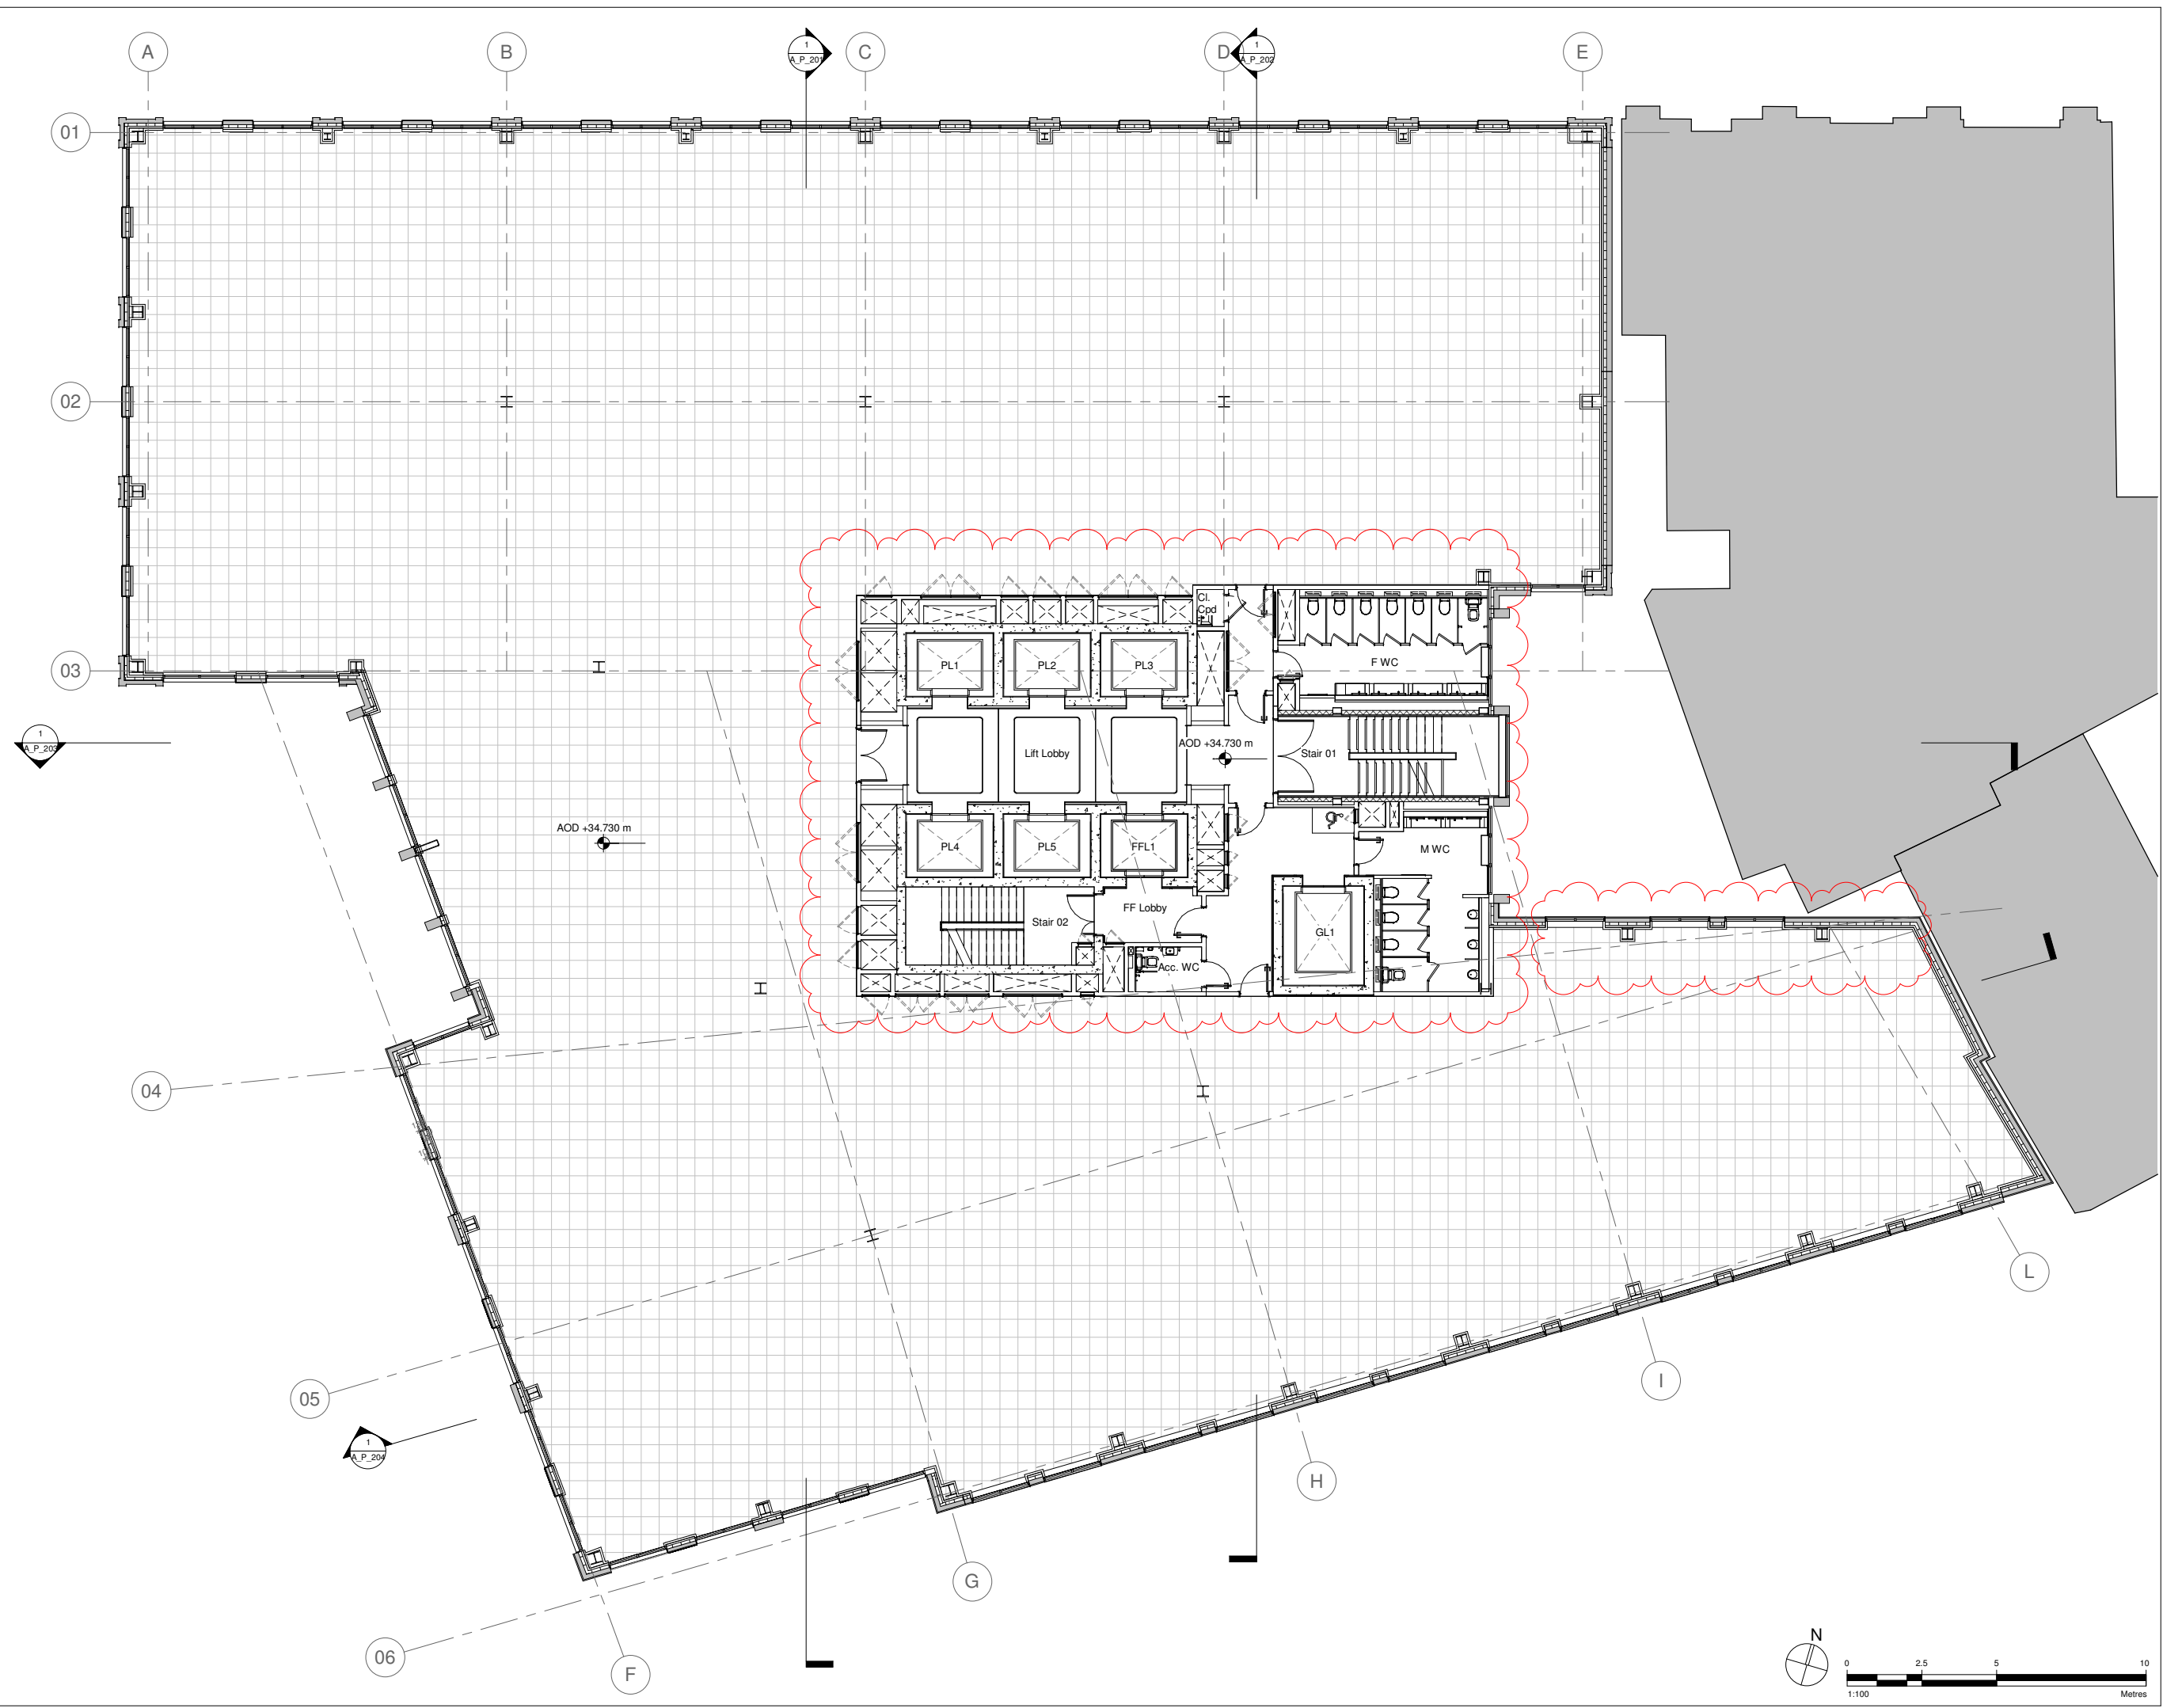 A
B
1
A_P_201
C
D
1
A_P_202
E
01
02
03
Cl.
Cpd
PL1
PL2
PL3
F WC
1
A_P_203
Lift Lobby
AOD +34.730 m
Stair 01
AOD +34.730 m
PL4
PL5
FFL1
M WC
FF Lobby
Stair 02
GL1
Acc. WC
04
05
1
A_P_204
06
F
G
H
I
L
N
0
2.5
5
10
1:100
Metres